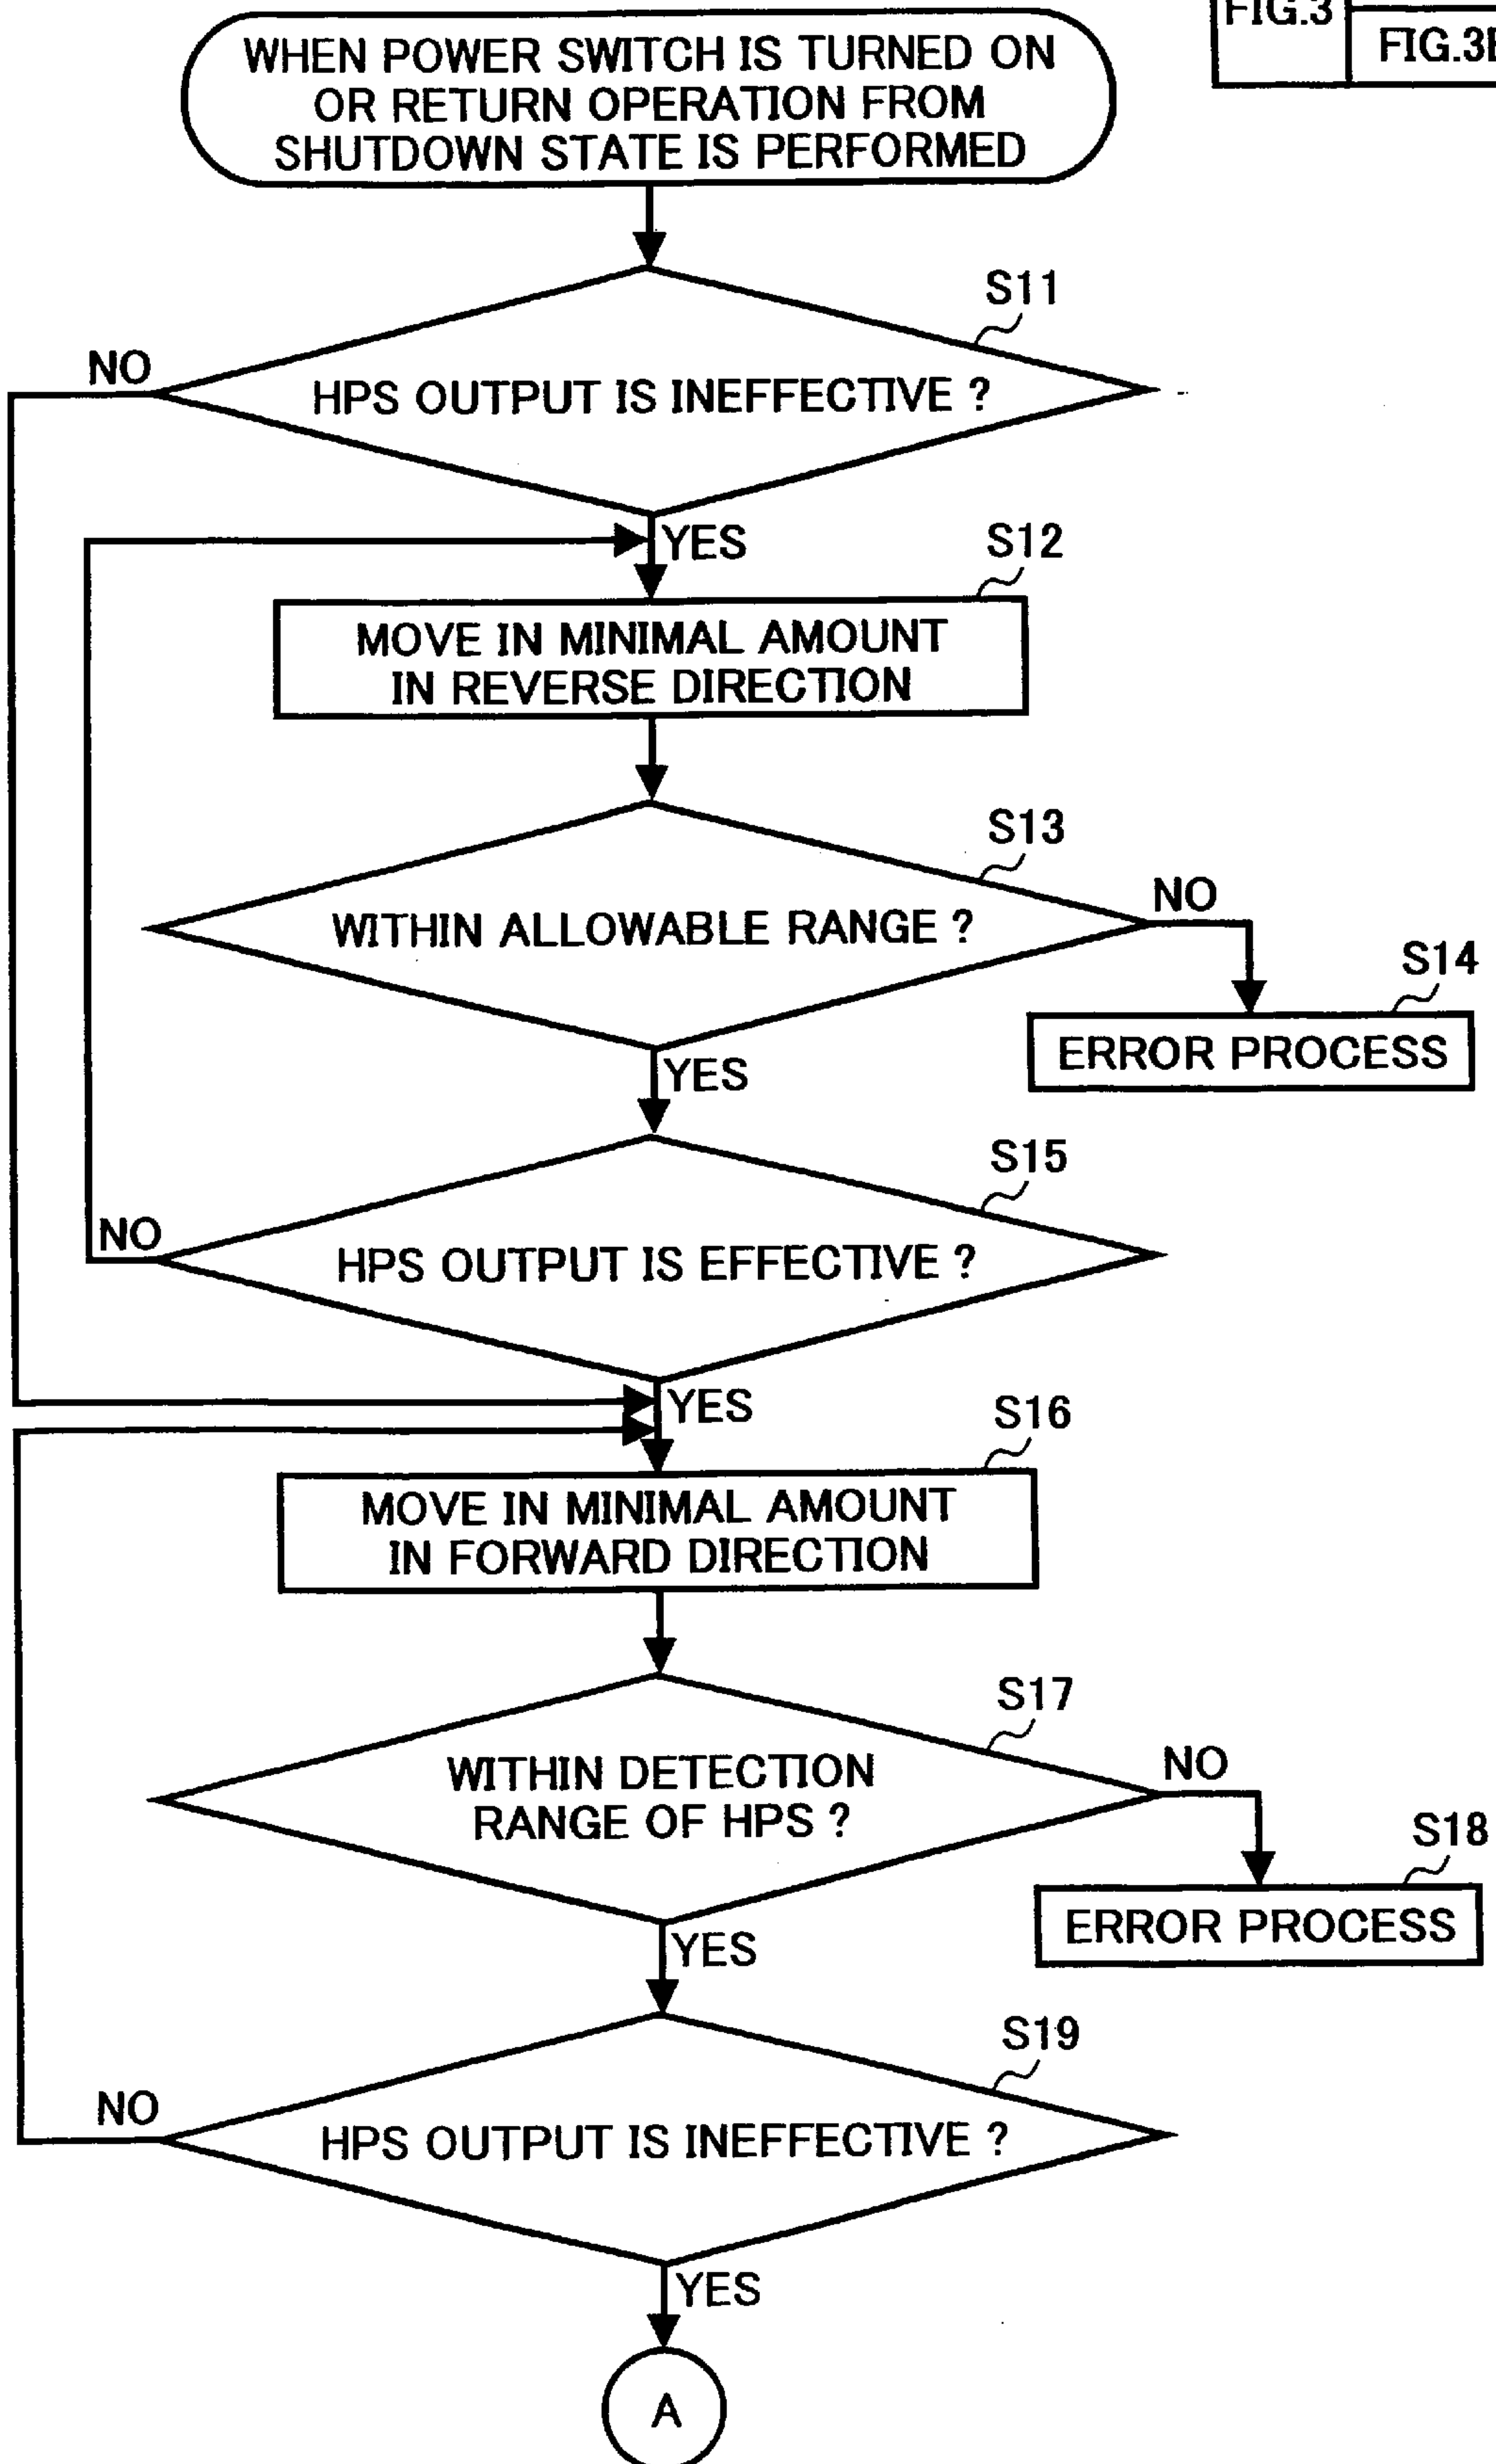 FIG.3
WHEN POWER SWITCH IS TURNED ON
OR RETURN OPERATION FROM
SHUTDOWN STATE IS PERFORMED
S11
NO
HPS OUTPUT IS INEFFECTIVE ?
YES
S12
MOVE IN MINIMAL AMOUNT
IN REVERSE DIRECTION
S13
WITHIN ALLOWABLE RANGE ?
NO
S14
ERROR PROCESS
YES
S15
NO
HPS OUTPUT IS EFFECTIVE ?
YES
S16
MOVE IN MINIMAL AMOUNT
IN FORWARD DIRECTION
S17
WITHIN DETECTION
RANGE OF HPS ?
NO
S18
ERROR PROCESS
YES
S19
NO
HPS OUTPUT IS INEFFECTIVE ?
YES
A